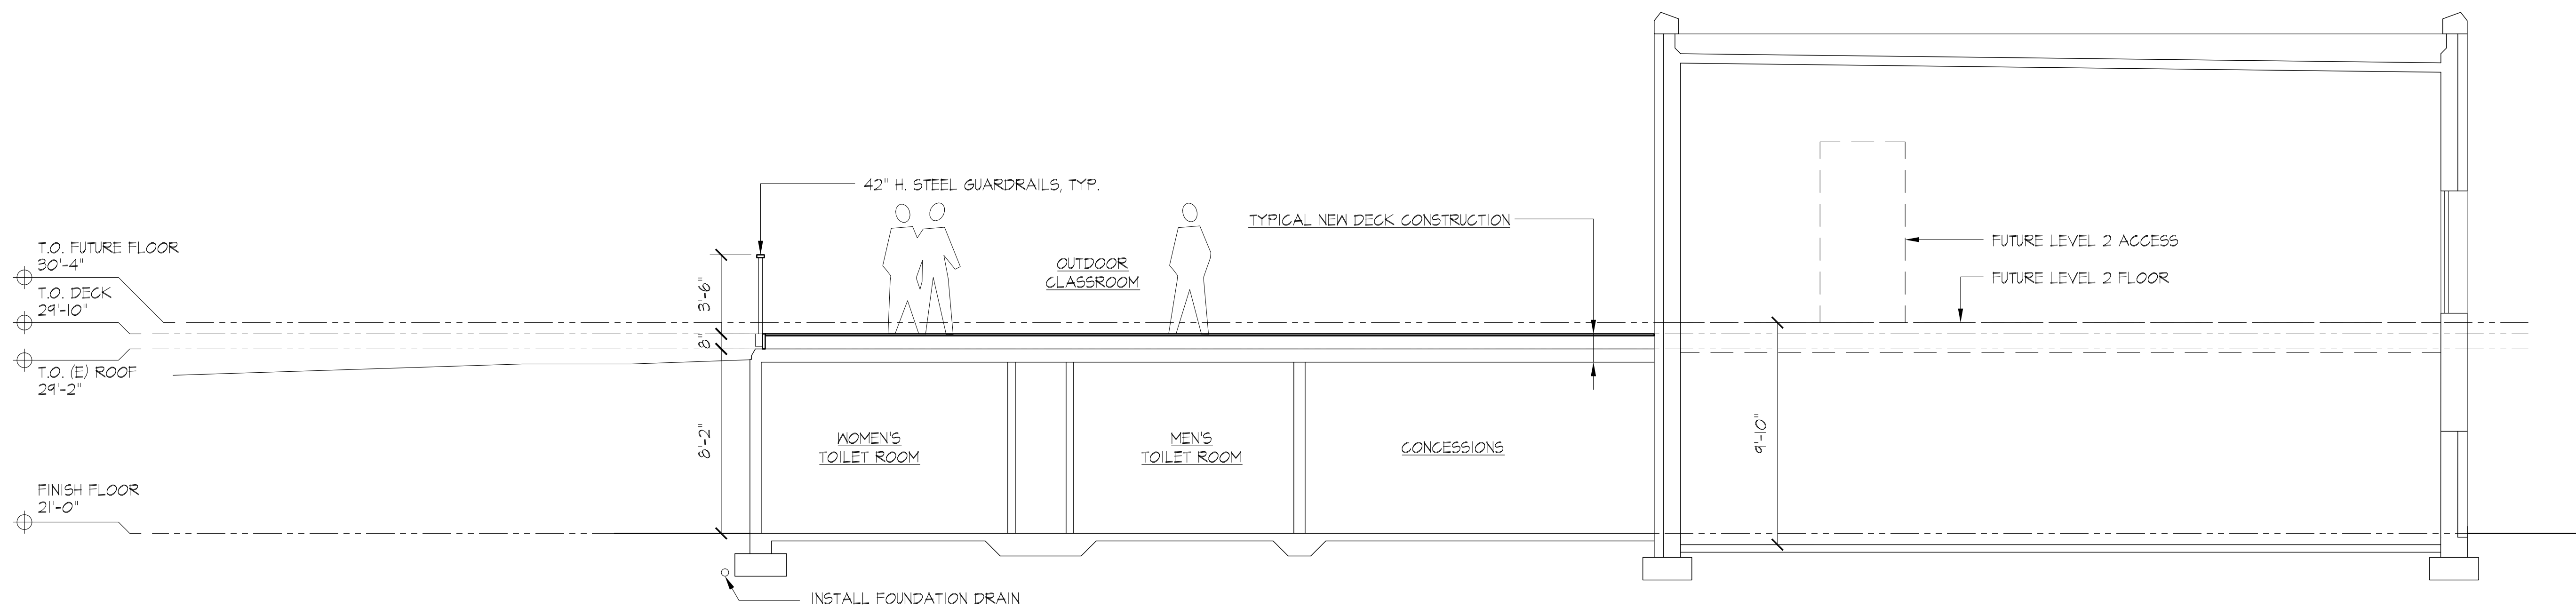 42" H. STEEL GUARDRAILS, TYP.
TYPICAL NEW DECK CONSTRUCTION
T.O. FUTURE FLOOR
30'-4"
T.O. DECK
29'-10"
T.O. (E) ROOF
29'-2"
FINISH FLOOR
21'-0"
3'-6"
8"
8'-2"
OUTDOOR
CLASSROOM
FUTURE LEVEL 2 ACCESS
FUTURE LEVEL 2 FLOOR
WOMEN'S
TOILET ROOM
MEN'S
TOILET ROOM
CONCESSIONS
9'-10"
INSTALL FOUNDATION DRAIN